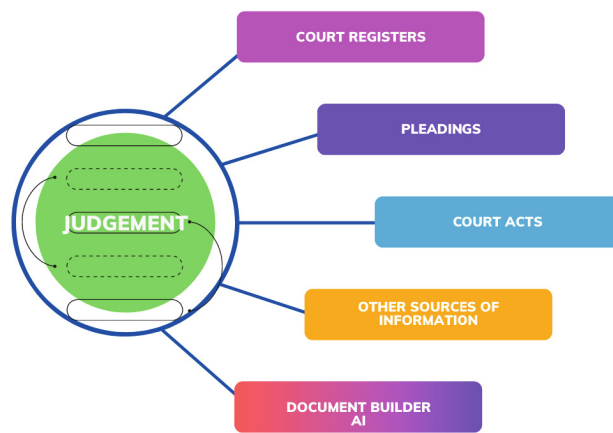 COURT REGISTERS
PLEADINGS
JUDGEMENT
COURT ACTS
OTHER SOURCES OF
INFORMATION
DOCUMENT BUILDER
AI